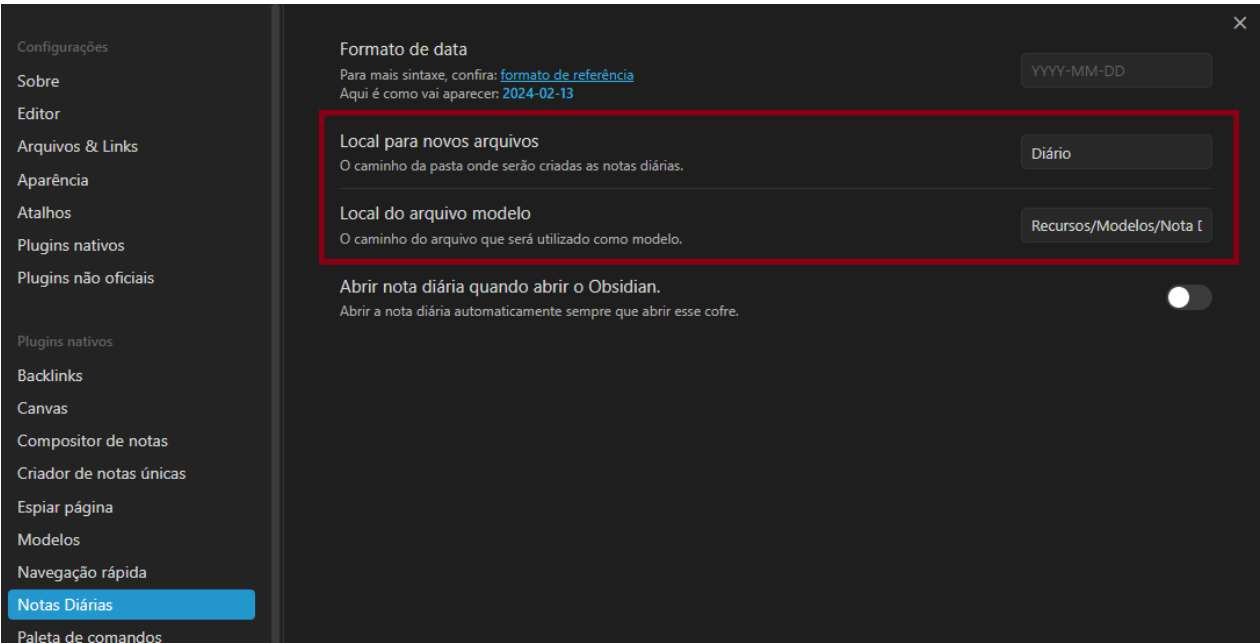 Configurações
Sobre
Editor
Arquivos & Links
Aparência
Atalhos
Plugins nativos
Plugins não oficiais
Plugins nativos
Backlinks
Canvas
Compositor de notas
Criador de notas únicas
Espiar página
Modelos
Navegação rápida
Notas Diárias
Paleta de comandos
Formato de data
Para mais sintaxe, confira: formato de referência
Aqui é como vai aparecer: 2024-02-13
YYYY-MM-DD
Local para novos arquivos
O caminho da pasta onde serão criadas as notas diárias.
Diário
Local do arquivo modelo
O caminho do arquivo que será utilizado como modelo.
Recursos/Modelos/Nota
Abrir nota diária quando abrir o Obsidian.
Abrir a nota diária automaticamente sempre que abrir esse cofre.